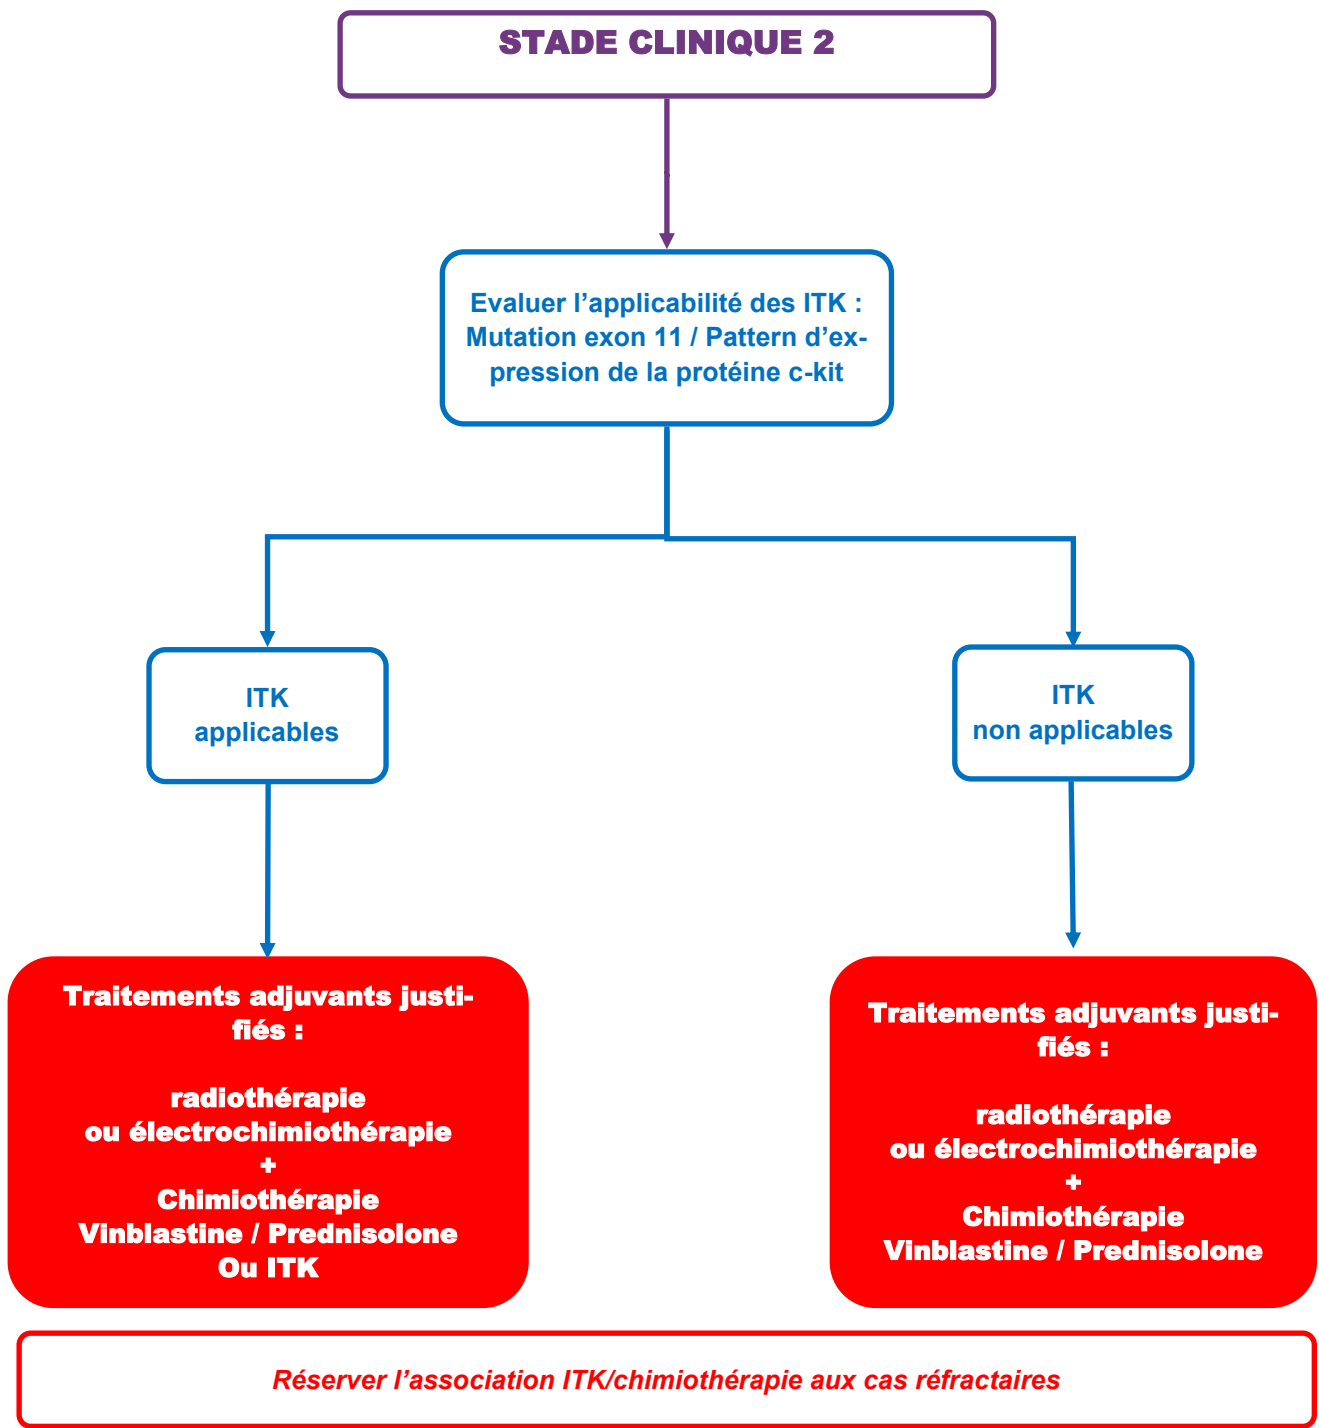 STADE CLINIQUE 2
Evaluer l’applicabilité des ITK :
Mutation exon 11 / Pattern d’ex-
pression de la protéine c-kit
ITK
applicables
ITK
non applicables
Traitements adjuvants justi-
fiés :
radiothérapie
ou électrochimiothérapie
+
Chimiothérapie
Vinblastine / Prednisolone
Ou ITK
Traitements adjuvants justi-
fiés :
radiothérapie
ou électrochimiothérapie
+
Chimiothérapie
Vinblastine / Prednisolone
Réserver l’association ITK/chimiothérapie aux cas réfractaires